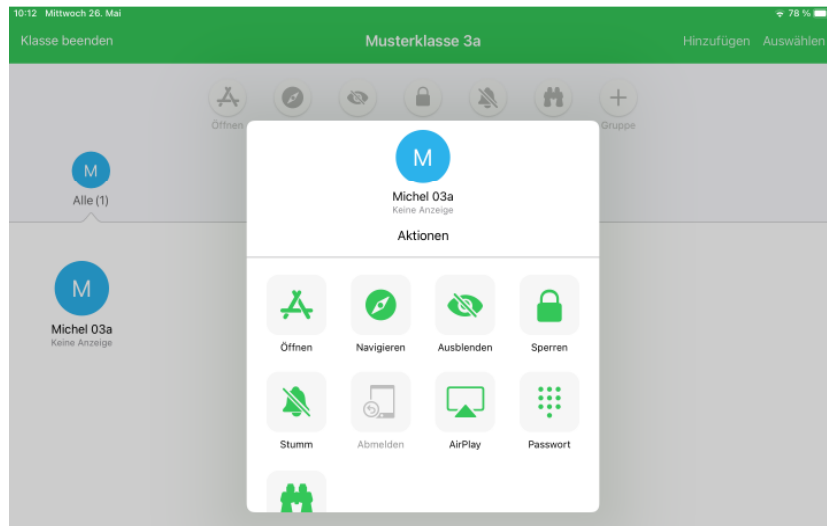 10:12 Mittwoch 26. Mai
78 %
Klasse beenden
Musterklasse 3a
Hinzufügen
Auswählen
Öffnen
Gruppe
M
Alle (1)
M
Michel 03a
Keine Anzeige
M
Michel 03a
Keine Anzeige
Aktionen
Öffnen
Navigieren
Ausblenden
Sperren
Stumm
Abmelden
AirPlay
Passwort